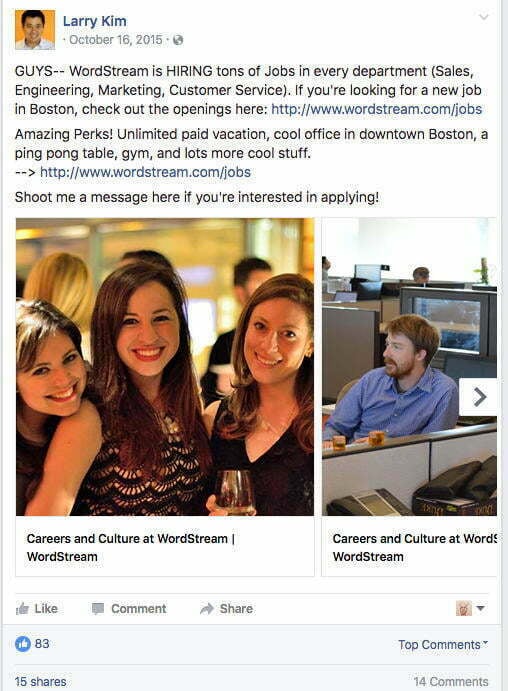 Larry Kim
· October 16, 2015 ·
GUYS-- WordStream is HIRING tons of Jobs in every department (Sales,
Engineering, Marketing, Customer Service). If you're looking for a new job
in Boston, check out the openings here: http://www.wordstream.com/jobs
Amazing Perks! Unlimited paid vacation, cool office in downtown Boston, a
ping pong table, gym, and lots more cool stuff.
--> http://www.wordstream.com/jobs
Shoot me a message here if you're interested in applying!
Careers and Culture at WordStream |
WordStream
Careers and Culture at WordS
WordStream
Like Comment Share
83 Top Comments
15 shares 14 Comments